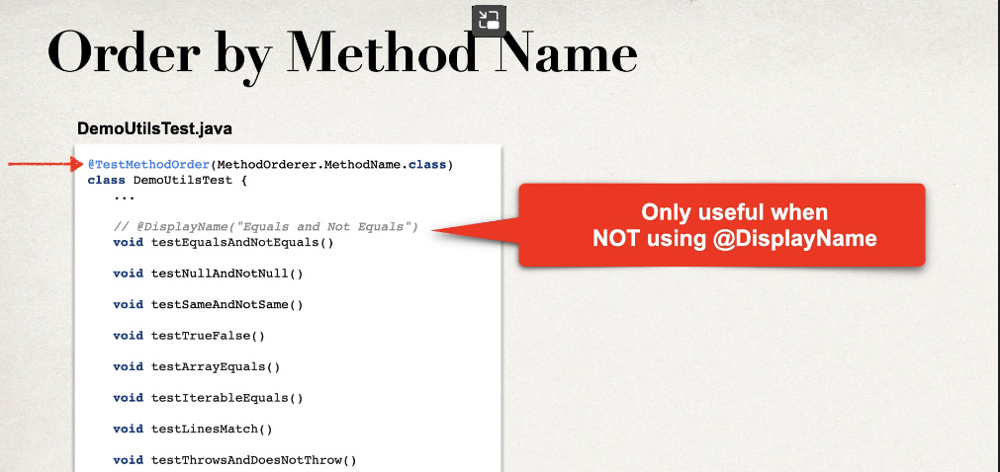 Order by Method Name
DemoUtilsTest.java
@TestMethodOrder(MethodOrderer.MethodName.class)
class DemoUtilsTest {
...
// @DisplayName("Equals and Not Equals")
void testEqualsAndNotEquals()
void testNullAndNotNull()
void testSameAndNotSame()
void testTrueFalse()
void testArrayEquals()
void testIterableEquals()
void testLinesMatch()
void testThrowsAndDoesNotThrow()
Only useful when
NOT using @DisplayName